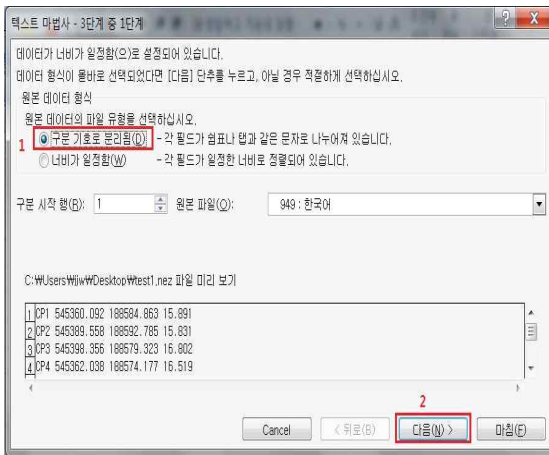 텍스트 마법사 - 3단계 중 1단계
데이터가 너비가 일정함(으)로 설정되어 있습니다.
데이터 형식이 올바로 선택되었다면 [다음] 단추를 누르고, 아닐 경우 적절하게 선택하십시오.
원본 데이터 형식
원본 데이터의 파일 유형을 선택하십시오.
1 구분 기호로 분리됨(D) - 각 필드가 쉼표나 탭과 같은 문자로 나누어져 있습니다.
너비가 일정함(W) - 각 필드가 일정한 너비로 정렬되어 있습니다.
구분 시작 행(R): 1 원본 파일(O): 949 : 한국어
C:\Users\jjw\Desktop\test1.nez 파일 미리 보기
1 CP1 545360.092 188584.863 15.891
2 CP2 545389.558 188592.785 15.831
3 CP3 545398.356 188579.323 16.802
4 CP4 545362.038 188574.177 16.519
2
Cancel < 뒤로(B) 다음(N) > 마침(F)